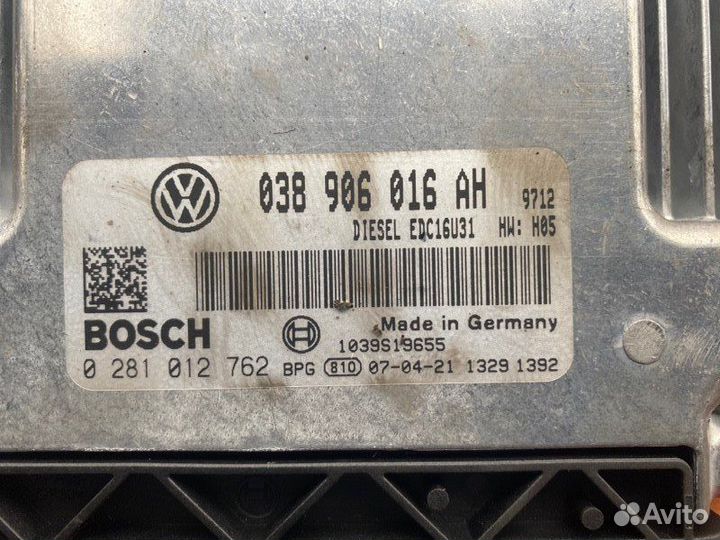 038 906 016 AH 9712
DIESEL EDC16U31 HW: H05
BOSCH
Made in Germany
1039S19655
0 281 012 762 BPG 810 07-04-21 1329 1392
Avito